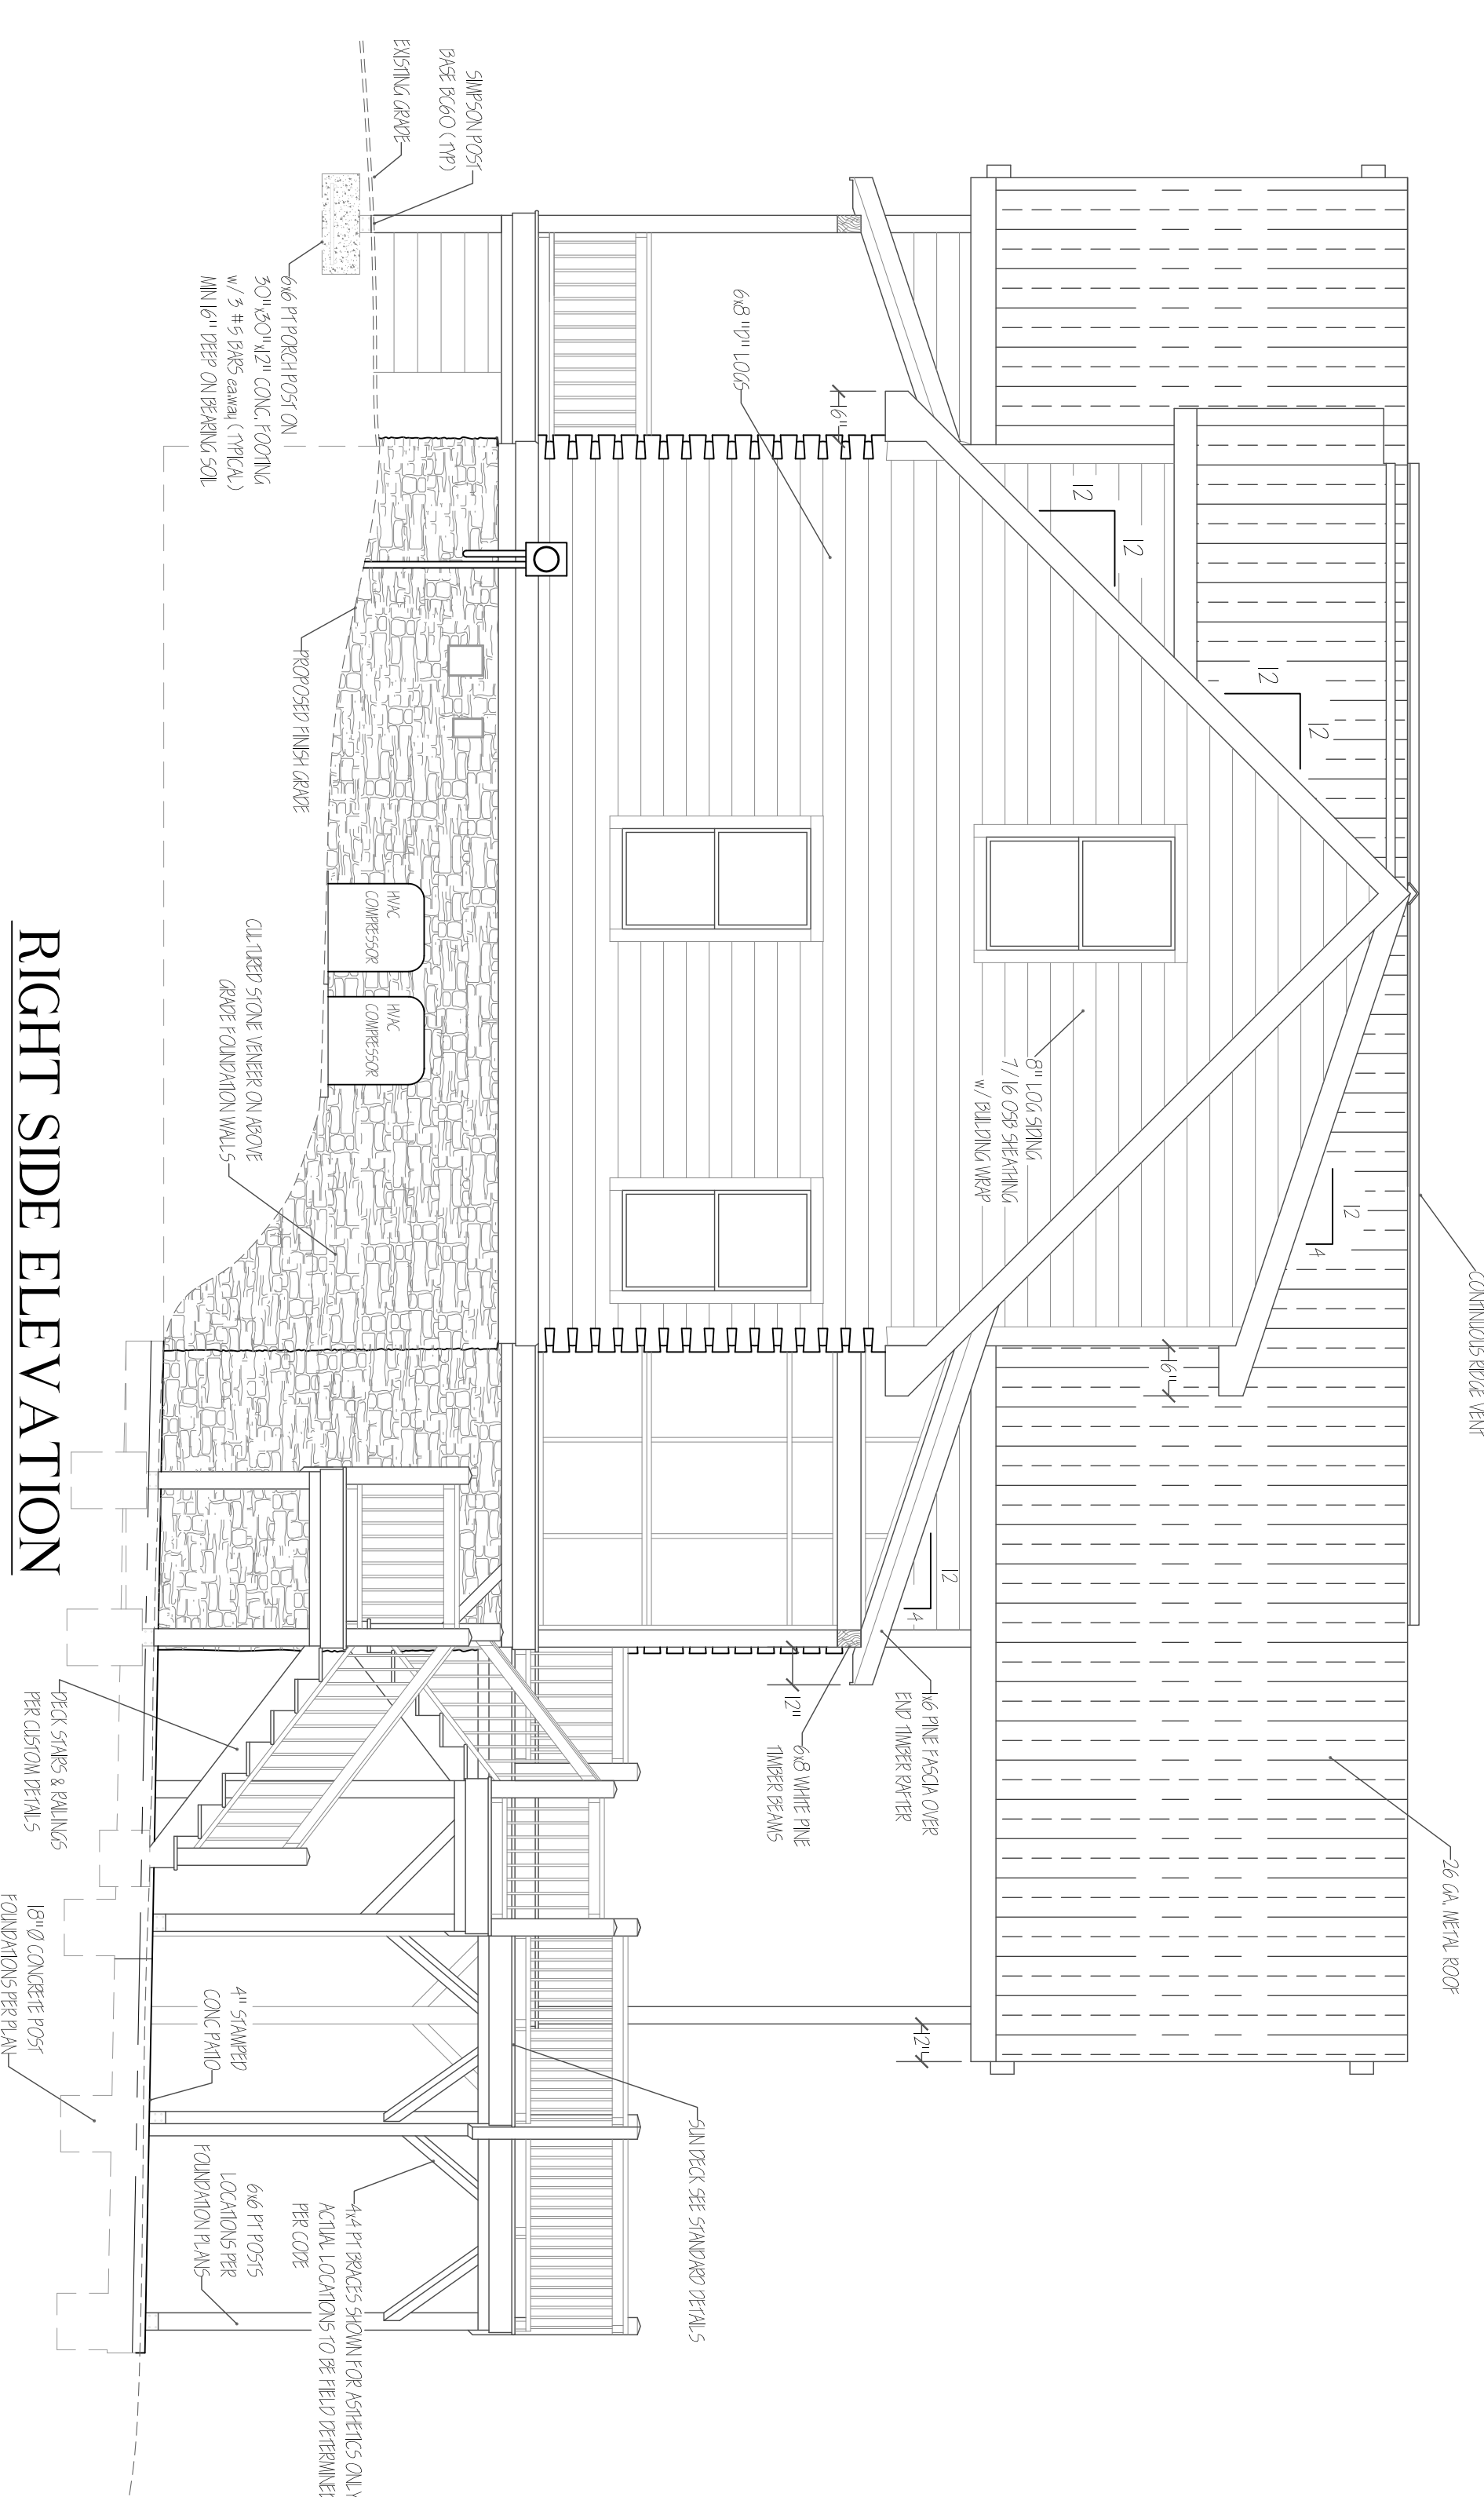 CONTINUOUS RIDGE VENT
26 GA. METAL ROOF
12
12
12
12
12
4
12
4
6"
6"
12"
12"
8" LOG SIDING
7/16 OSB SHEATHING
w/ BUILDING WRAP
1x6 PINE FASCIA OVER
END TIMBER RAFTER
6x8 WHITE PINE
TIMBER BEAMS
6x8 "D" LOGS
SUN DECK SEE STANDARD DETAILS
SIMPSON POST
BASE BC60 (TYP)
EXISTING GRADE
6x6 PT PORCH POST ON
30"x30"x12" CONC. FOOTING
w/ 3 #5 BARS eaway (TYPICAL)
MIN 16" DEEP ON BEARING SOIL
PROPOSED FINISH GRADE
HVAC
COMPRESSOR
HVAC
COMPRESSOR
CULTURED STONE VENEER ON ABOVE
GRADE FOUNDATION WALLS
4x4 PT BRACES SHOWN FOR ASTHETICS ONLY
ACTUAL LOCATIONS TO BE FIELD DETERMINED
PER CODE
6x6 PT POSTS
LOCATIONS PER
FOUNDATION PLANS
4" STAMPED
CONC PATIO
DECK STAIRS & RAILINGS
PER CUSTOM DETAILS
18"Ø CONCRETE POST
FOUNDATIONS PER PLAN
RIGHT SIDE ELEVATION